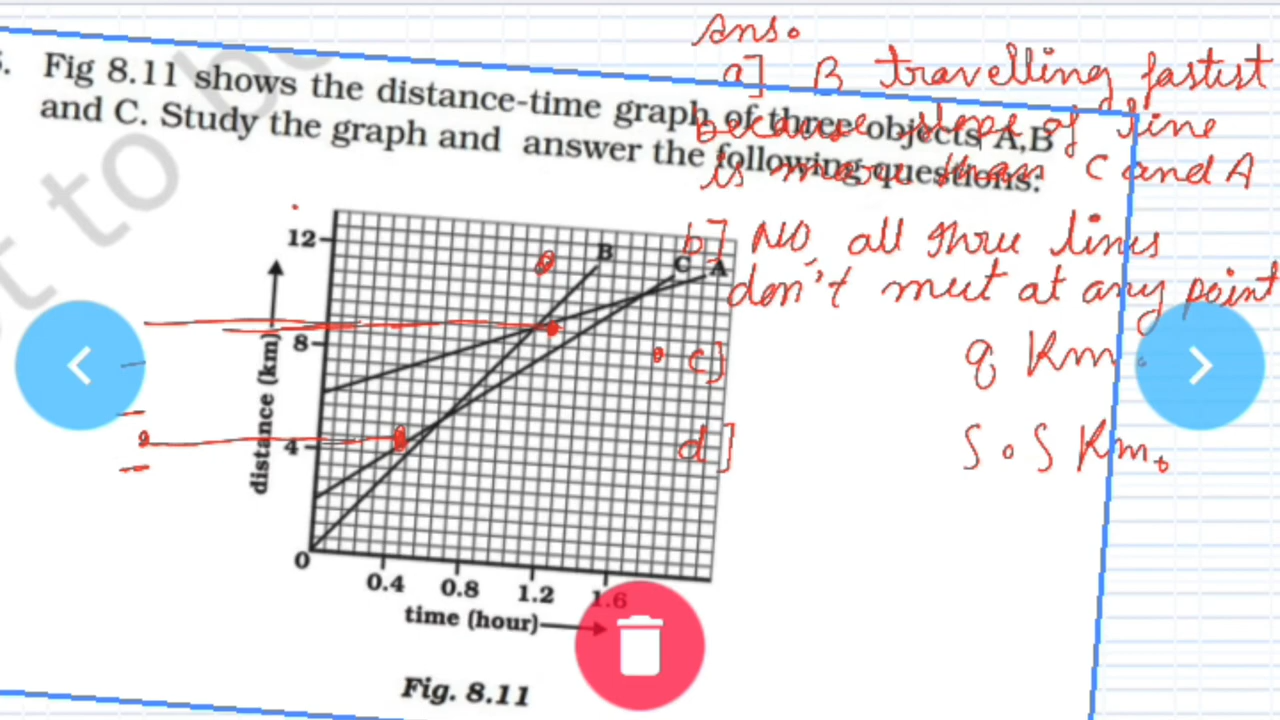 Ans.
a] B travelling fastest
because slope of line
is more than C and A
b] NO, all three lines
don't meet at any point
c] 9 Km.
d] 5.5 Km.
Fig 8.11 shows the distance-time graph of three objects A,B
and C. Study the graph and answer the following questions:
12
8
4
0
distance (km)
B
C
A
0.4 0.8 1.2 1.6
time (hour)
Fig. 8.11